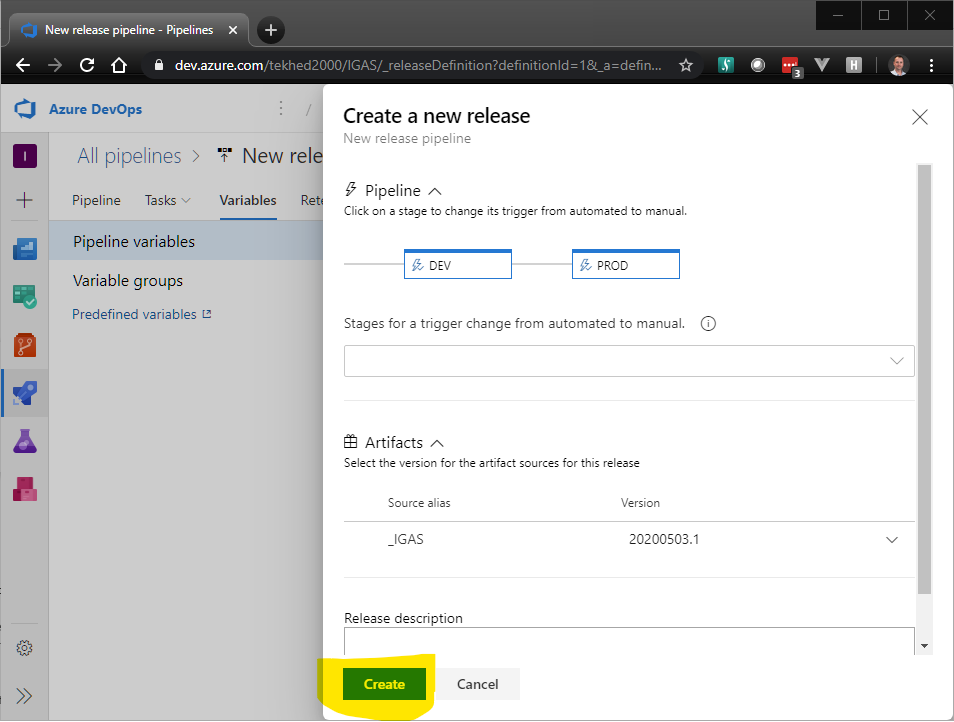 New release pipeline - Pipelines
dev.azure.com/tekhed2000/IGAS/_releaseDefinition?definitionId=1&_a=defin...
3
H
Azure DevOps
/
I
All pipelines > New rele
Pipeline Tasks Variables Rete
Pipeline variables
Variable groups
Predefined variables
Create a new release
New release pipeline
Pipeline
Click on a stage to change its trigger from automated to manual.
DEV PROD
Stages for a trigger change from automated to manual.
Artifacts
Select the version for the artifact sources for this release
Source alias Version
_IGAS 20200503.1
Release description
Create Cancel